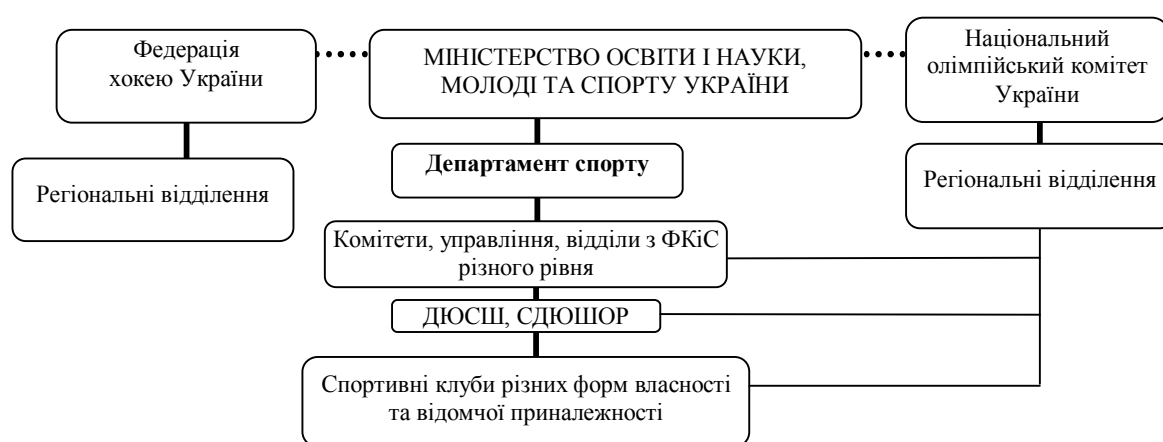 Федерація
хокею України
МІНІСТЕРСТВО ОСВІТИ І НАУКИ,
МОЛОДІ ТА СПОРТУ УКРАЇНИ
Національний
олімпійський комітет
України
Регіональні відділення
Департамент спорту
Регіональні відділення
Комітети, управління, відділи з ФКіС
різного рівня
ДЮСШ, СДЮШОР
Спортивні клуби різних форм власності
та відомчої приналежності